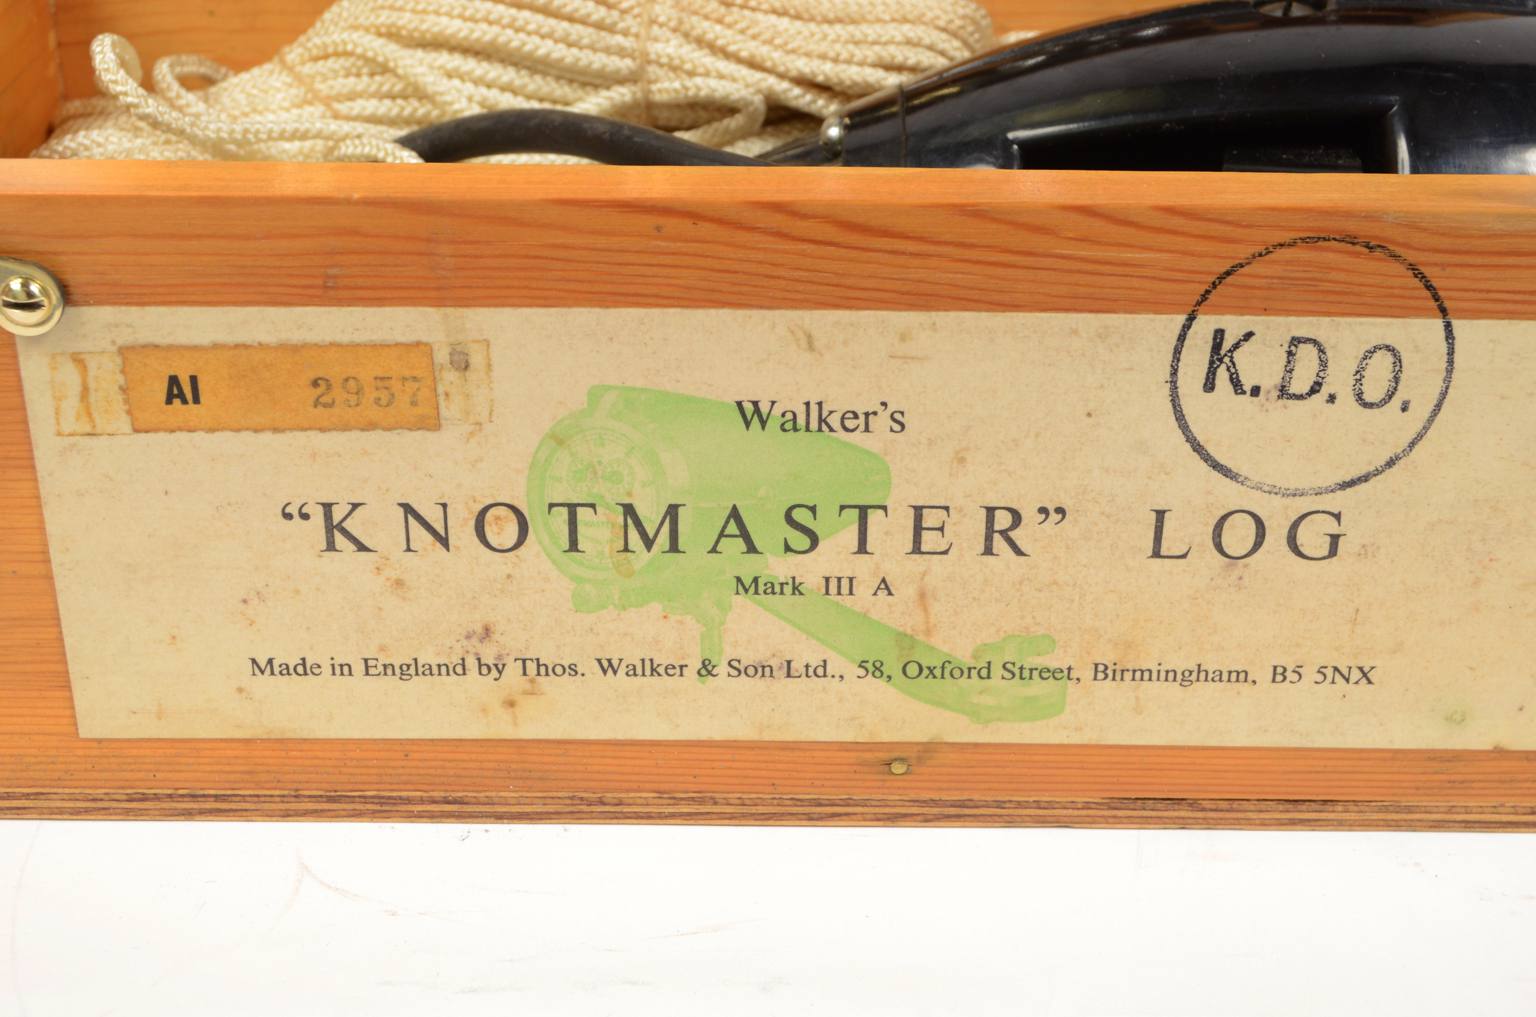 K.D.O.
AI 2957
Walker's
"KNOTMASTER" LOG
Mark III A
Made in England by Thos. Walker & Son Ltd., 58, Oxford Street, Birmingham, B5 5NX